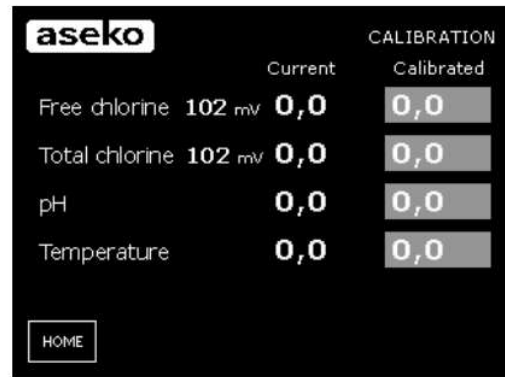 aseko CALIBRATION
Current Calibrated
Free chlorine 102 mV 0,0 0,0
Total chlorine 102 mV 0,0 0,0
pH 0,0 0,0
Temperature 0,0 0,0
HOME